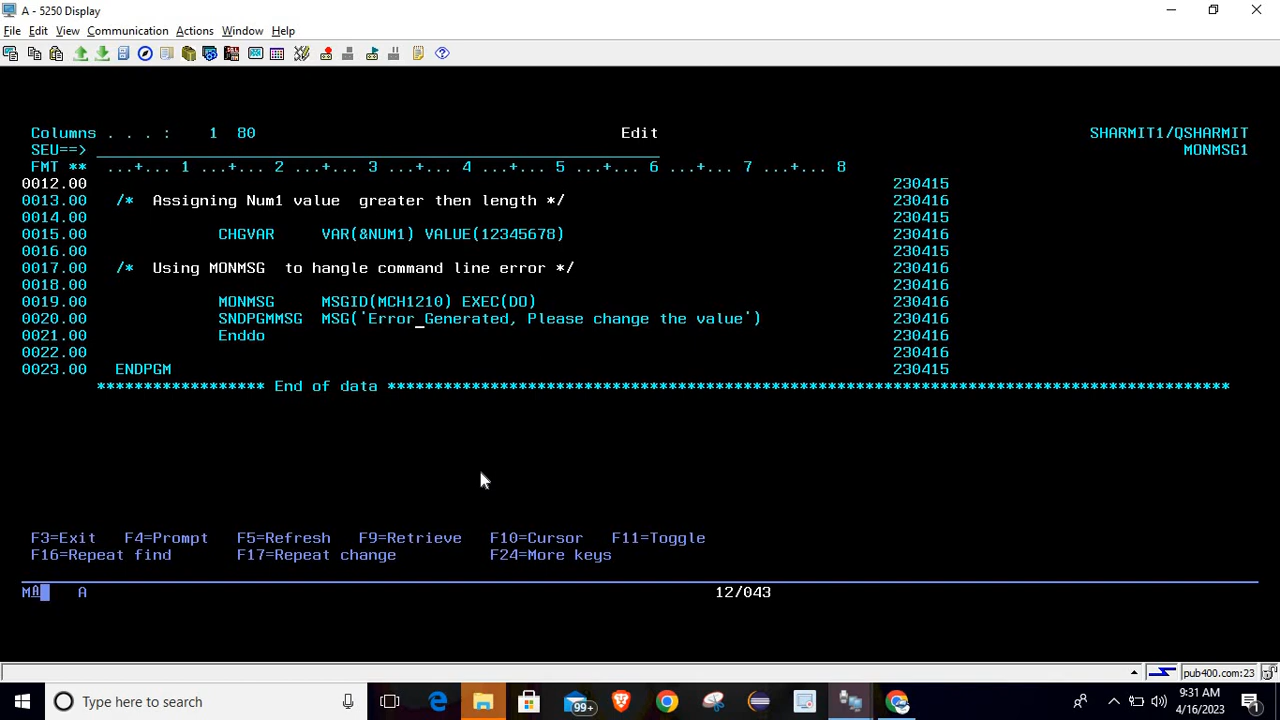 A - 5250 Display
File Edit View Communication Actions Window Help
Columns . . . :    1  80                    Edit                    SHARMIT1/QSHARMIT
SEU==>                    MONMSG1
FMT **  ...+... 1 ...+... 2 ...+... 3 ...+... 4 ...+... 5 ...+... 6 ...+... 7 ...+... 8
0012.00                    230415
0013.00   /*  Assigning Num1 value  greater then length */                    230416
0014.00                    230415
0015.00              CHGVAR     VAR(&NUM1) VALUE(12345678)                    230416
0016.00                    230415
0017.00   /*  Using MONMSG  to hangle command line error */                    230416
0018.00                    230416
0019.00              MONMSG     MSGID(MCH1210) EXEC(DO)                    230416
0020.00              SNDPGMMSG  MSG('Error_Generated, Please change the value')                    230416
0021.00              Enddo                    230416
0022.00                    230416
0023.00   ENDPGM                    230415
****************** End of data ******************************************************************************************
F3=Exit   F4=Prompt   F5=Refresh   F9=Retrieve   F10=Cursor   F11=Toggle
F16=Repeat find       F17=Repeat change          F24=More keys
MA    A                    12/043
pub400.com:23
Type here to search
99+
9:31 AM
4/16/2023
1